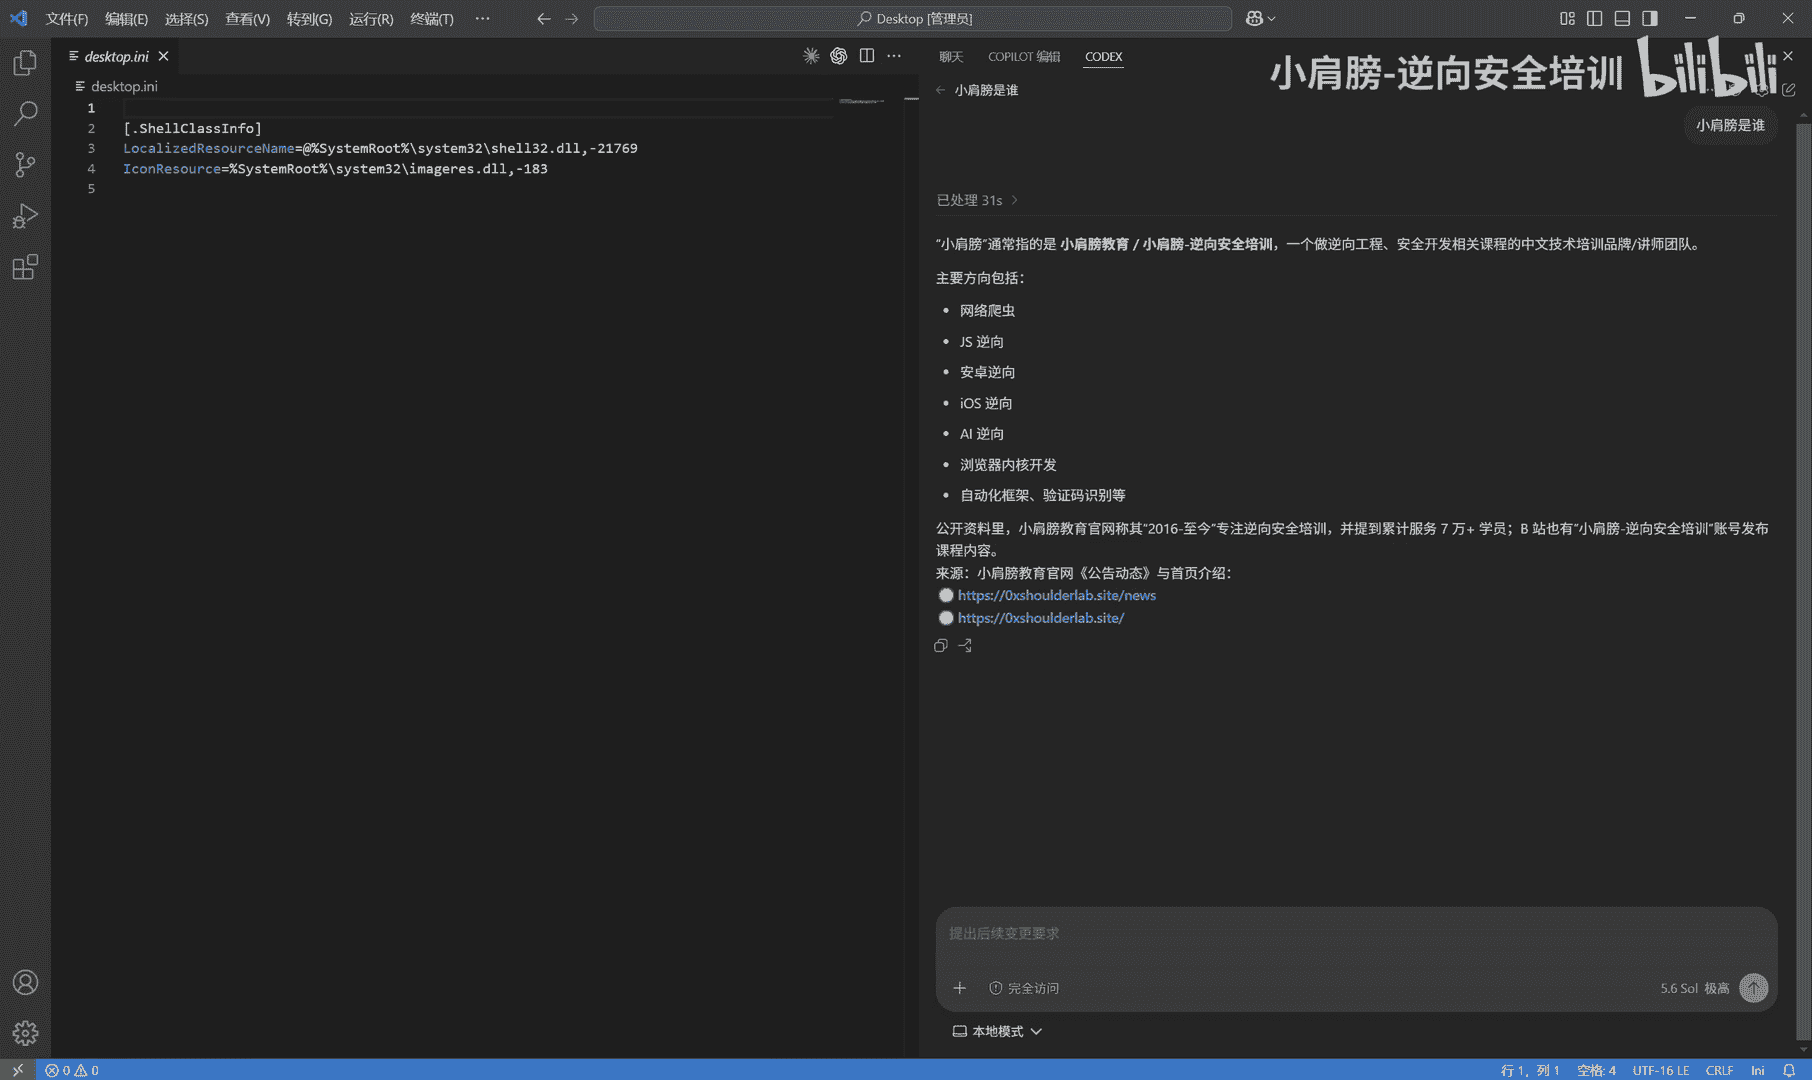 文件(F) 编辑(E) 选择(S) 查看(V) 转到(G) 运行(R) 终端(T) ··· Desktop [管理员]
desktop.ini
desktop.ini
1
2 [.ShellClassInfo]
3 LocalizedResourceName=@%SystemRoot%\system32\shell32.dll,-21769
4 IconResource=%SystemRoot%\system32\imageres.dll,-183
5
聊天 COPILOT 编辑 CODEX
小肩膀-逆向安全培训 bilibili
小肩膀是谁
小肩膀是谁
已处理 31s
“小肩膀”通常指的是 小肩膀教育 / 小肩膀-逆向安全培训，一个做逆向工程、安全开发相关课程的中文技术培训品牌/讲师团队。
主要方向包括：
• 网络爬虫
• JS 逆向
• 安卓逆向
• iOS 逆向
• AI 逆向
• 浏览器内核开发
• 自动化框架、验证码识别等
公开资料里，小肩膀教育官网称其“2016-至今”专注逆向安全培训，并提到累计服务 7 万+ 学员；B 站也有“小肩膀-逆向安全培训”账号发布
课程内容。
来源：小肩膀教育官网《公告动态》与首页介绍：
https://0xshoulderlab.site/news
https://0xshoulderlab.site/
提出后续变更要求
完全访问 5.6 Sol 极高
本地模式
0 0 行 1，列 1 空格: 4 UTF-16 LE CRLF Ini